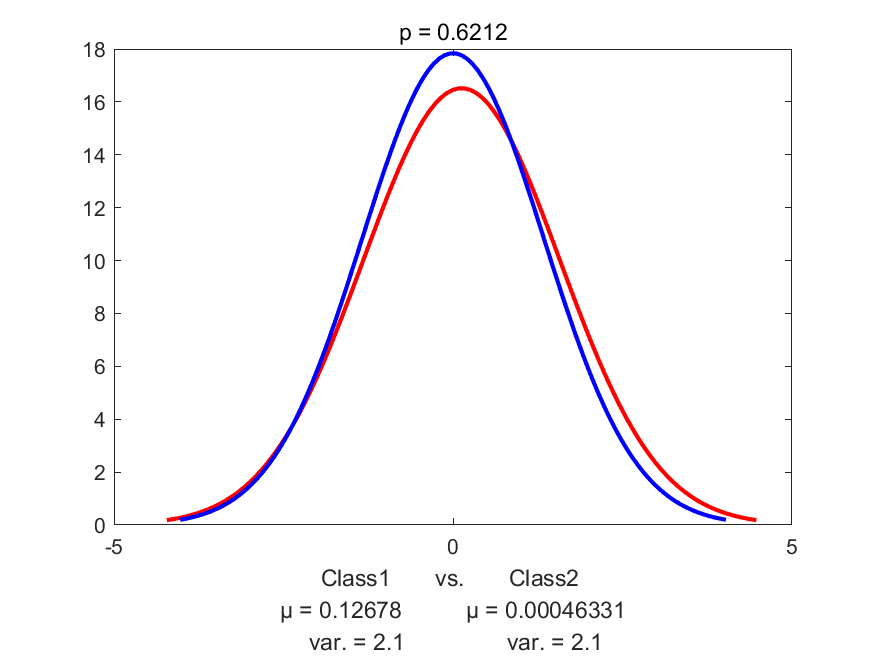 p = 0.6212
18
16
14
12
10
8
6
4
2
0
-5 0 5
Class1 vs. Class2
μ = 0.12678 μ = 0.00046331
var. = 2.1 var. = 2.1